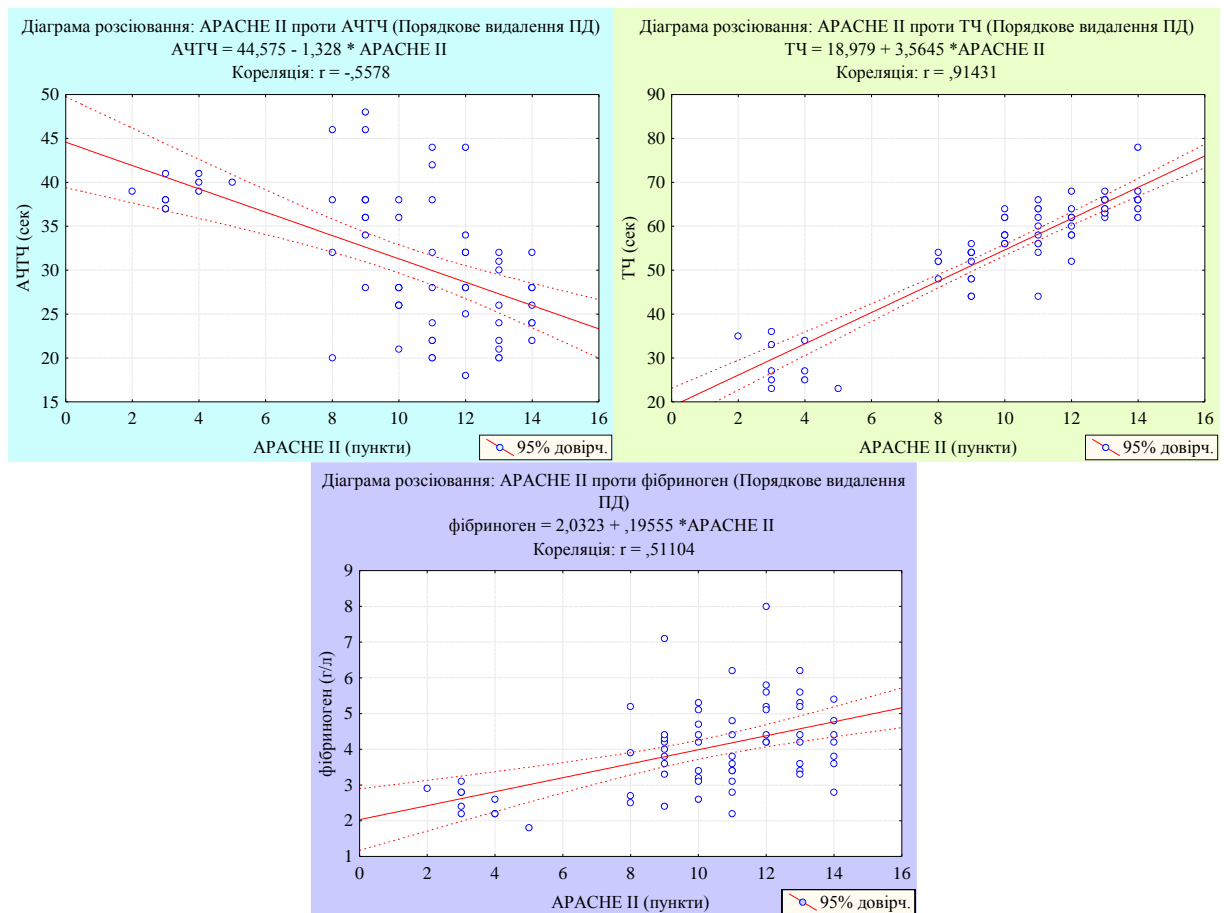 Діаграма розсіювання: APACHE II проти АЧТЧ (Порядкове видалення ПД)
АЧТЧ = 44,575 - 1,328 * APACHE II
Кореляція: r = -,5578
50
45
40
35
30
25
20
15
АЧТЧ (сек)
0 2 4 6 8 10 12 14 16
APACHE II (пункти)
95% довірч.
Діаграма розсіювання: APACHE II проти ТЧ (Порядкове видалення ПД)
ТЧ = 18,979 + 3,5645 *APACHE II
Кореляція: r = ,91431
90
80
70
60
50
40
30
20
ТЧ (сек)
0 2 4 6 8 10 12 14 16
APACHE II (пункти)
95% довірч.
Діаграма розсіювання: APACHE II проти фібриноген (Порядкове видалення
ПД)
фібриноген = 2,0323 + ,19555 *APACHE II
Кореляція: r = ,51104
9
8
7
6
5
4
3
2
1
фібриноген (г/л)
0 2 4 6 8 10 12 14 16
APACHE II (пункти)
95% довірч.